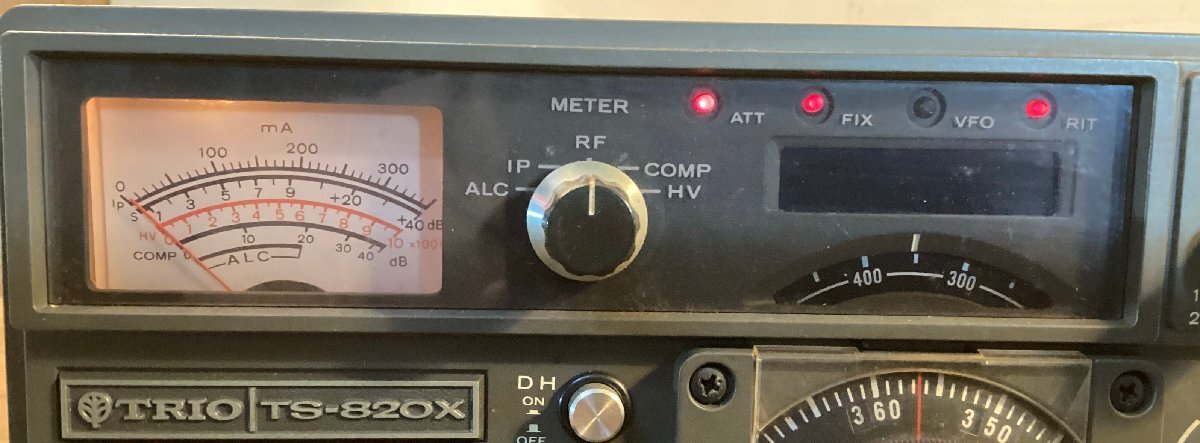 mA
100 200 300
0
Ip
S 1 3 5 7 9 +20 +40 dB
HV 0 1 2 3 4 5 6 7 8 9 10 x100V
COMP 0 10 20 30 40 dB
ALC
METER
RF
IP COMP
ALC HV
ATT FIX VFO RIT
400 300
TRIO TS-820X
DH
ON
OFF
360 350
1
2